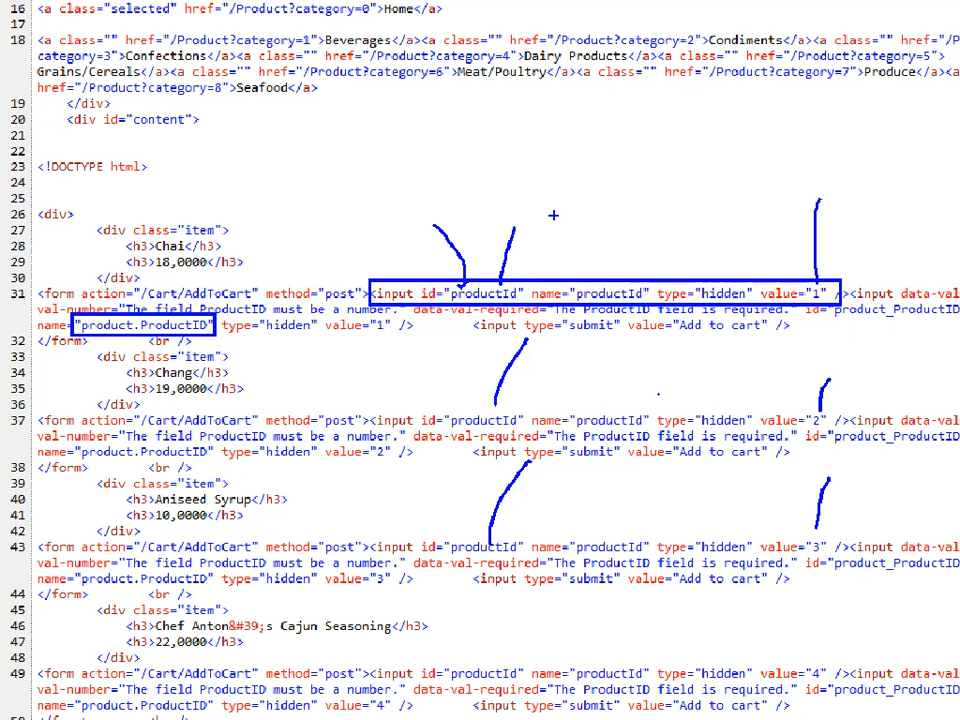 16 <a class="selected" href="/Product?category=0">Home</a>
17
18 <a class="" href="/Product?category=1">Beverages</a><a class="" href="/Product?category=2">Condiments</a><a class="" href="/P
category=3">Confections</a><a class="" href="/Product?category=4">Dairy Products</a><a class="" href="/Product?category=5">
Grains/Cereals</a><a class="" href="/Product?category=6">Meat/Poultry</a><a class="" href="/Product?category=7">Produce</a><a
href="/Product?category=8">Seafood</a>
19 </div>
20 <div id="content">
21
22
23 <!DOCTYPE html>
24
25
26 <div>
27 <div class="item">
28 <h3>Chai</h3>
29 <h3>18,0000</h3>
30 </div>
31 <form action="/Cart/AddToCart" method="post"><input id="productId" name="productId" type="hidden" value="1" /><input data-val
val-number="The field ProductID must be a number." data-val-required="The ProductID field is required." id="product_ProductID
name="product.ProductID" type="hidden" value="1" /> <input type="submit" value="Add to cart" />
32 </form> <br />
33 <div class="item">
34 <h3>Chang</h3>
35 <h3>19,0000</h3>
36 </div>
37 <form action="/Cart/AddToCart" method="post"><input id="productId" name="productId" type="hidden" value="2" /><input data-val
val-number="The field ProductID must be a number." data-val-required="The ProductID field is required." id="product_ProductID
name="product.ProductID" type="hidden" value="2" /> <input type="submit" value="Add to cart" />
38 </form> <br />
39 <div class="item">
40 <h3>Aniseed Syrup</h3>
41 <h3>10,0000</h3>
42 </div>
43 <form action="/Cart/AddToCart" method="post"><input id="productId" name="productId" type="hidden" value="3" /><input data-val
val-number="The field ProductID must be a number." data-val-required="The ProductID field is required." id="product_ProductID
name="product.ProductID" type="hidden" value="3" /> <input type="submit" value="Add to cart" />
44 </form> <br />
45 <div class="item">
46 <h3>Chef Anton&#39;s Cajun Seasoning</h3>
47 <h3>22,0000</h3>
48 </div>
49 <form action="/Cart/AddToCart" method="post"><input id="productId" name="productId" type="hidden" value="4" /><input data-val
val-number="The field ProductID must be a number." data-val-required="The ProductID field is required." id="product_ProductID
name="product.ProductID" type="hidden" value="4" /> <input type="submit" value="Add to cart" />